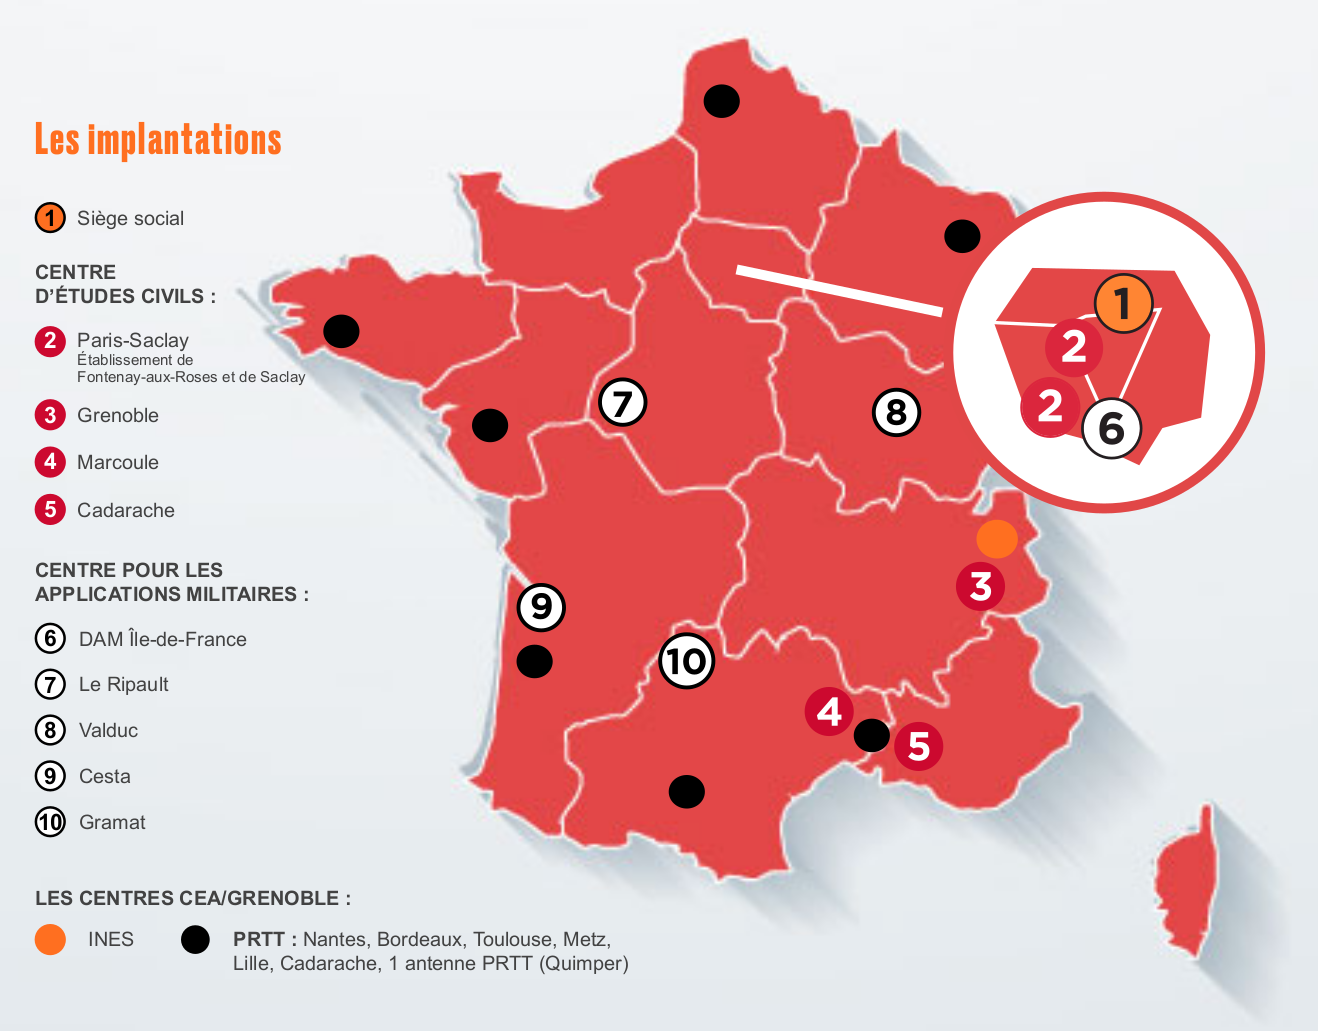 Les implantations
1 Siège social
CENTRE
D'ÉTUDES CIVILS :
2 Paris-Saclay
Établissement de
Fontenay-aux-Roses et de Saclay
3 Grenoble
4 Marcoule
5 Cadarache
CENTRE POUR LES
APPLICATIONS MILITAIRES :
6 DAM Île-de-France
7 Le Ripault
8 Valduc
9 Cesta
10 Gramat
LES CENTRES CEA/GRENOBLE :
INES
PRTT : Nantes, Bordeaux, Toulouse, Metz,
Lille, Cadarache, 1 antenne PRTT (Quimper)
1
2
2
6
7
8
3
9
10
4
5